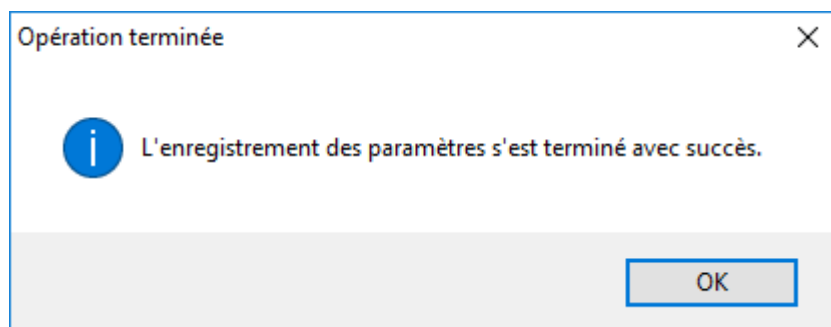 Opération terminée
L'enregistrement des paramètres s'est terminé avec succès.
OK